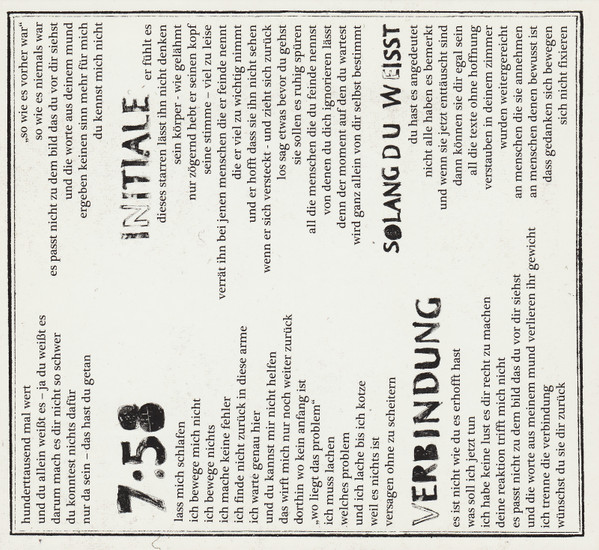 hunderttausend mal wert
und du allein weißt es – ja du weißt es
darum mach es dir nicht so schwer
du konntest nichts dafür
nur da sein – das hast du getan
7:58
lass mich schlafen
ich bewege mich nicht
ich bewege nichts
ich mache keine fehler
ich finde nicht zurück in diese arme
ich warte genau hier
und du kannst mir nicht helfen
das wirft mich nur noch weiter zurück
dorthin wo kein anfang ist
„wo liegt das problem“
ich muss lachen
welches problem
und ich lache bis ich kotze
weil es nichts ist
versagen ohne zu scheitern
VERBINDUNG
es ist nicht wie du es erhofft hast
was soll ich jetzt tun
ich habe keine lust es dir recht zu machen
deine reaktion trifft mich nicht
es passt nicht zu dem bild das du vor dir siehst
und die worte aus meinem mund verlieren ihr gewicht
ich trenne die verbindung
wünschst du sie dir zurück
„so wie es vorher war“
so wie es niemals war
es passt nicht zu dem bild das du vor dir siehst
und die worte aus deinem mund
ergeben keinen sinn mehr für mich
du kennst mich nicht
INITIALE
er fühlt es
dieses starren lässt ihn nicht denken
sein körper - wie gelähmt
nur zögernd hebt er seinen kopf
seine stimme – viel zu leise
verrät ihn bei jenen menschen die er feinde nennt
die er viel zu wichtig nimmt
und er hofft dass sie ihn nicht sehen
wenn er sich versteckt - und zieht sich zurück
los sag etwas bevor du gehst
sie sollen es ruhig spüren
all die menschen die du feinde nennst
von denen du dich ignorieren lässt
denn der moment auf den du wartest
wird ganz allein von dir selbst bestimmt
SOLANG DU WEISST
du hast es angedeutet
nicht alle haben es bemerkt
und wenn sie jetzt enttäuscht sind
dann können sie dir egal sein
all die texte ohne hoffnung
verstauben in deinem zimmer
wurden weitergereicht
an menschen die sie annehmen
an menschen denen bewusst ist
dass gedanken sich bewegen
sich nicht fixieren